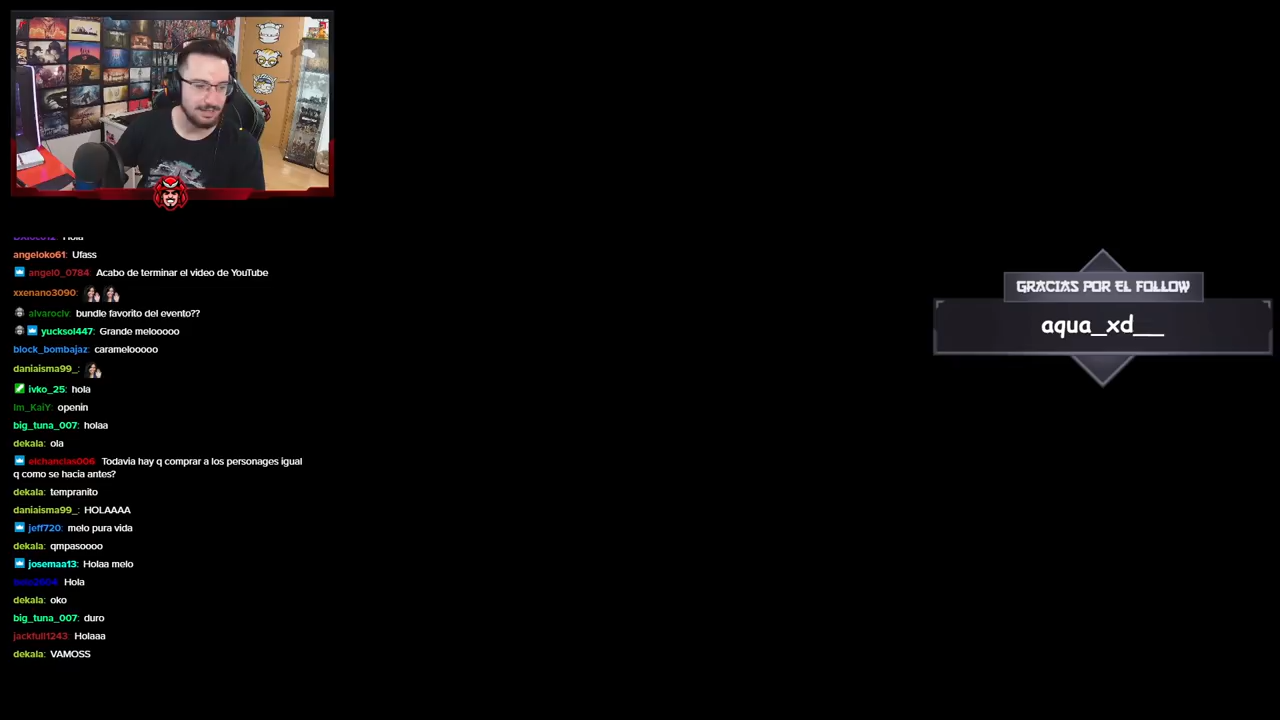 Hola
angeloko61: Ufass
angel0_0784 Acabo de terminar el video de YouTube
xxenano3090:
alvaroclv: bundle favorito del evento??
yucksol447: Grande melooooo
block_bombajaz: caramelooooo
daniaisma99_:
ivko_25: hola
Im_KaiY: openin
big_tuna_007: holaa
dekala: ola
elchanclas006 Todavia hay q comprar a los personages igual
q como se hacia antes?
dekala: tempranito
daniaisma99_: HOLAAAA
jeff720: melo pura vida
dekala: qmpasoooo
josemaa13: Holaa melo
Hola
dekala: oko
big_tuna_007: duro
jackfull1243: Holaaa
dekala: VAMOSS
GRACIAS POR EL FOLLOW
aqua_xd__